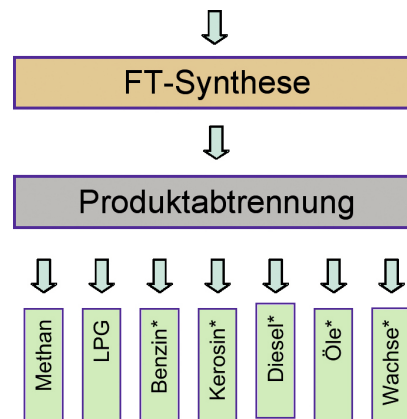 FT-Synthese
Produktabtrennung
Methan
LPG
Benzin*
Kerosin*
Diesel*
Öle*
Wachse*